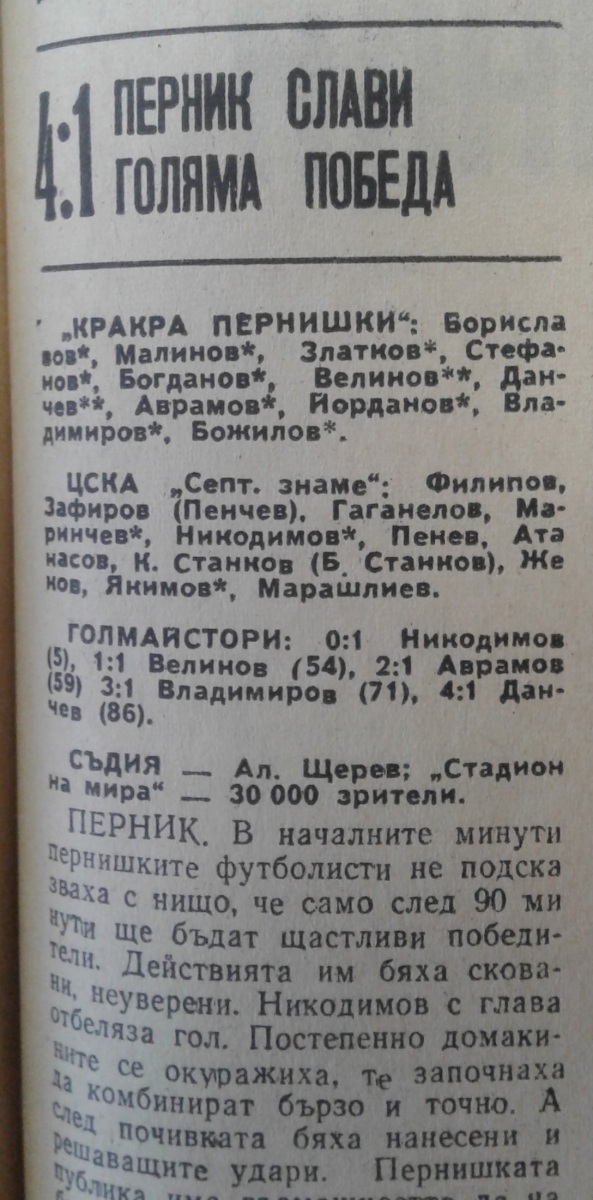 4:1 ПЕРНИК СЛАВИ
ГОЛЯМА ПОБЕДА
„КРАКРА ПЕРНИШКИ“: Борисла
вов*, Малинов*, Златков*, Стефа-
нов*, Богданов*, Велинов**, Дан-
чев**, Аврамов*, Йорданов*, Вла-
димиров*, Божилов*.
ЦСКА „Септ. знаме“: Филипов,
Зафиров (Пенчев), Гаганелов, Ма-
ринчев*, Никодимов*, Пенев, Ата
насов, К. Станков (Б. Станков), Же
ков, Якимов*, Марашлиев.
ГОЛМАЙСТОРИ: 0:1 Никодимов
(5), 1:1 Велинов (54), 2:1 Аврамов
(59) 3:1 Владимиров (71), 4:1 Дан-
чев (86).
СЪДИЯ — Ал. Щерев; „Стадион
на мира“ — 30 000 зрители.
ПЕРНИК. В началните минути
пернишките футболисти не подска
зваха с нищо, че само след 90 ми
нути ще бъдат щастливи победи-
тели. Действията им бяха скова-
ни, неуверени. Никодимов с глава
отбеляза гол. Постепенно домаки-
ните се окуражиха, те започнаха
да комбинират бързо и точно. А
след почивката бяха нанесени и
решаващите удари. Пернишката
публика